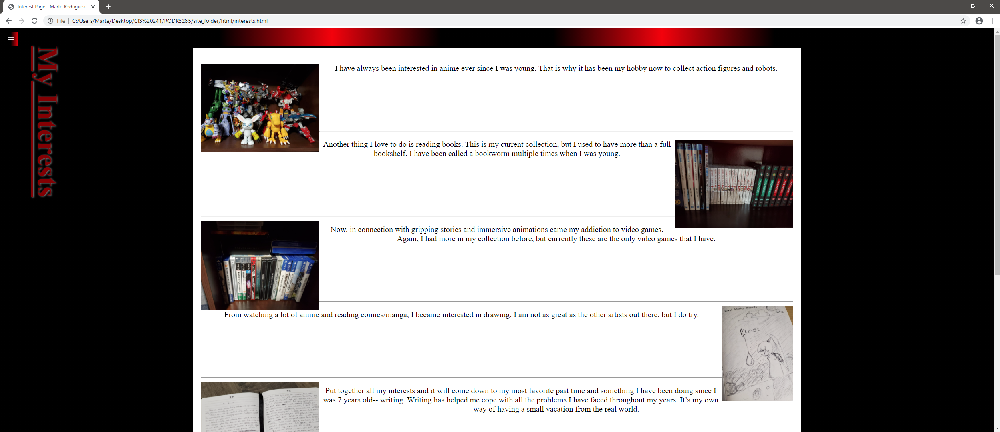 Interest Page - Marte Rodriguez
File
C:/Users/Marte/Desktop/CIS%20241/RODR3285/site_folder/html/interests.html
My Interests
I have always been interested in anime ever since I was young. That is why it has been my hobby now to collect action figures and robots.
Another thing I love to do is reading books. This is my current collection, but I used to have more than a full
bookshelf. I have been called a bookworm multiple times when I was young.
Now, in connection with gripping stories and immersive animations came my addiction to video games.
Again, I had more in my collection before, but currently these are the only video games that I have.
From watching a lot of anime and reading comics/manga, I became interested in drawing. I am not as great as the other artists out there, but I do try.
Put together all my interests and it will come down to my most favorite past time and something I have been doing since I
was 7 years old-- writing. Writing has helped me cope with all the problems I have faced throughout my years. It’s my own
way of having a small vacation from the real world.